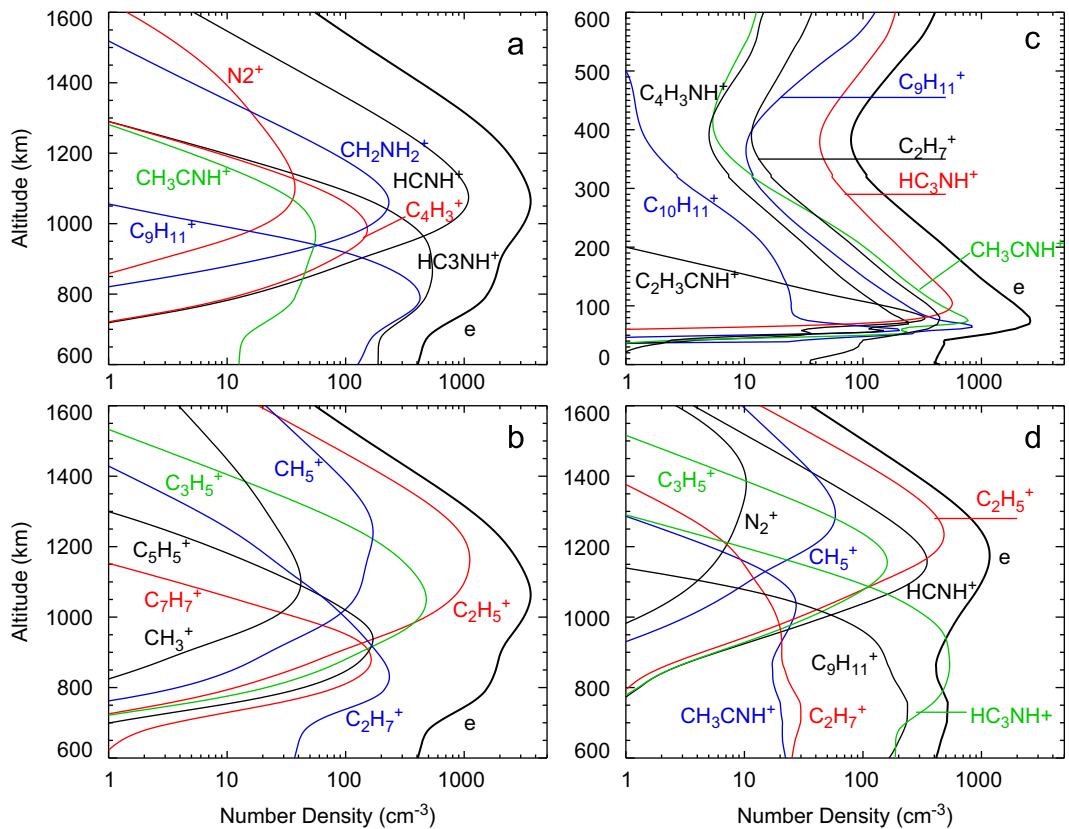 a
1600
1400
1200
1000
800
600
Altitude (km)
N2+
CH3CNH+
C9H11+
CH2NH2+
HCNH+
C4H3+
HC3NH+
e
1
10
100
1000
c
600
500
400
300
200
100
0
C4H3NH+
C9H11+
C2H7+
HC3NH+
C10H11+
CH3CNH+
C2H3CNH+
e
1
10
100
1000
b
1600
1400
1200
1000
800
600
Altitude (km)
C3H5+
CH5+
C5H5+
C7H7+
CH3+
C2H5+
C2H7+
e
1
10
100
1000
Number Density (cm-3)
d
1600
1400
1200
1000
800
600
C3H5+
N2+
C2H5+
CH5+
e
HCNH+
C9H11+
CH3CNH+
C2H7+
HC3NH+
1
10
100
1000
Number Density (cm-3)